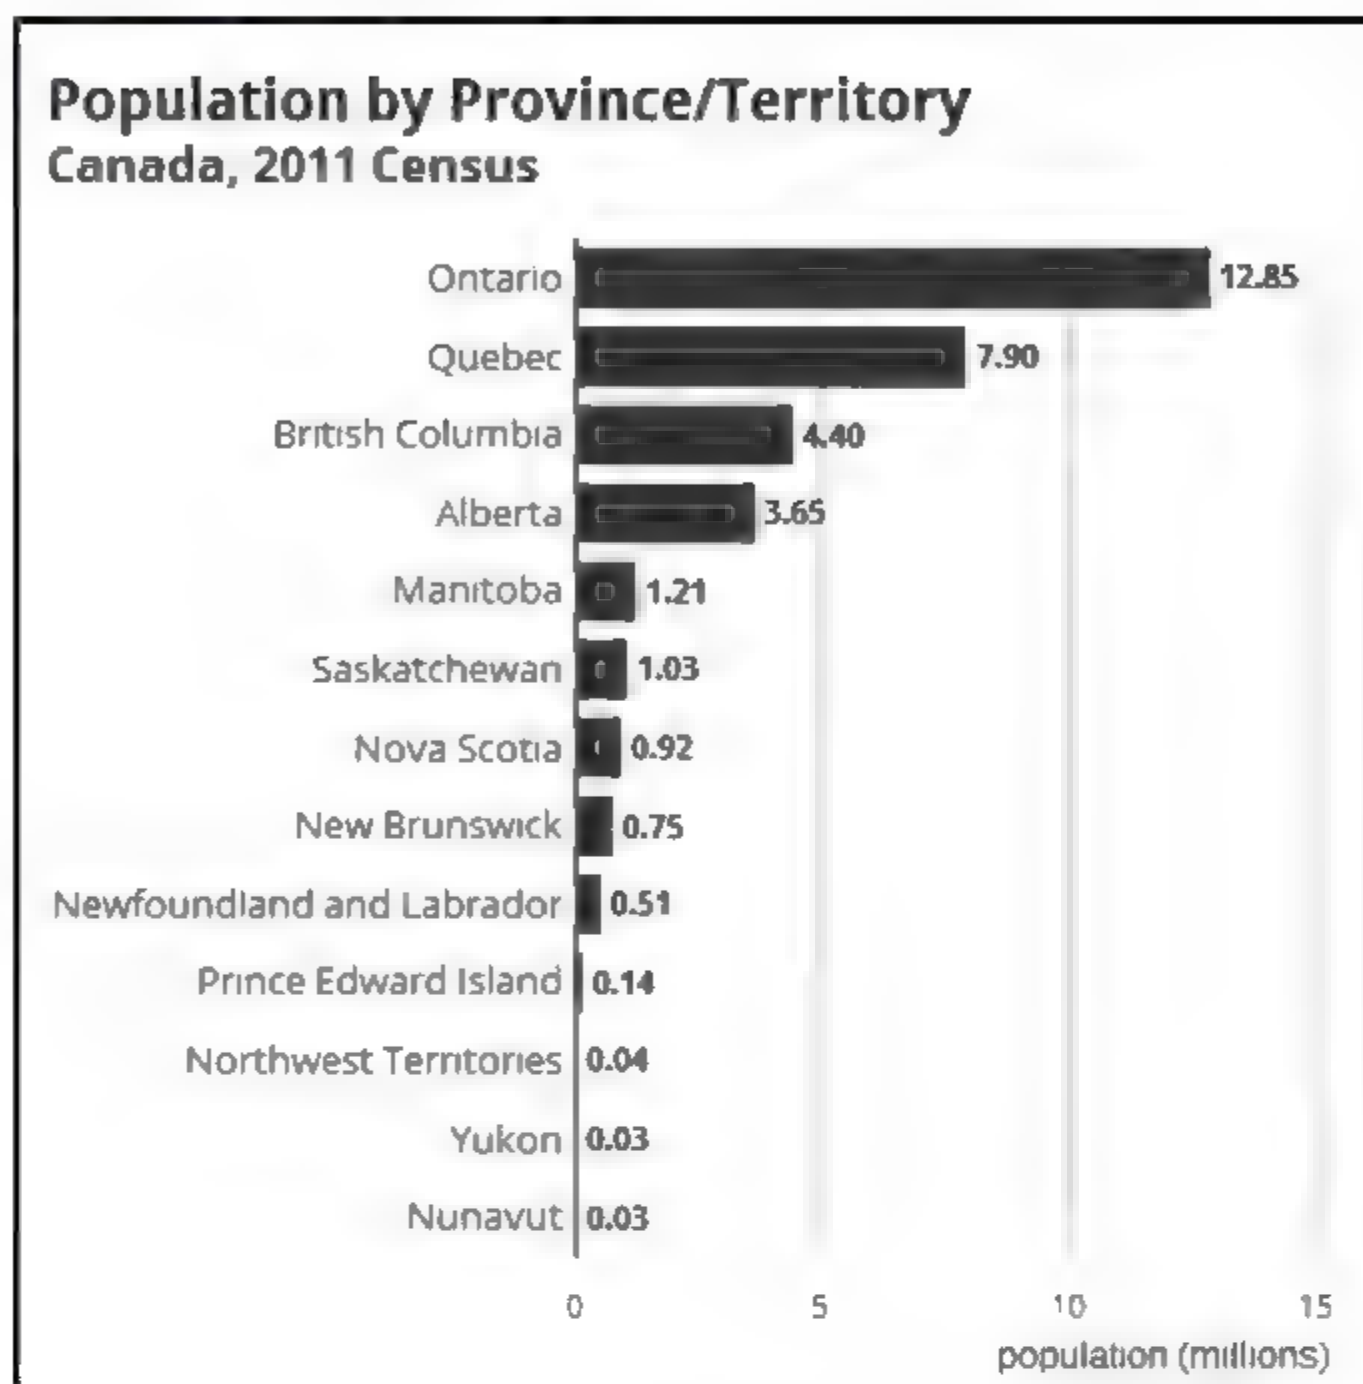 Population by Province/Territory
Canada, 2011 Census
Ontario 12.85
Quebec 7.90
British Columbia 4.40
Alberta 3.65
Manitoba 1.21
Saskatchewan 1.03
Nova Scotia 0.92
New Brunswick 0.75
Newfoundland and Labrador 0.51
Prince Edward Island 0.14
Northwest Territories 0.04
Yukon 0.03
Nunavut 0.03
0 5 10 15
population (millions)